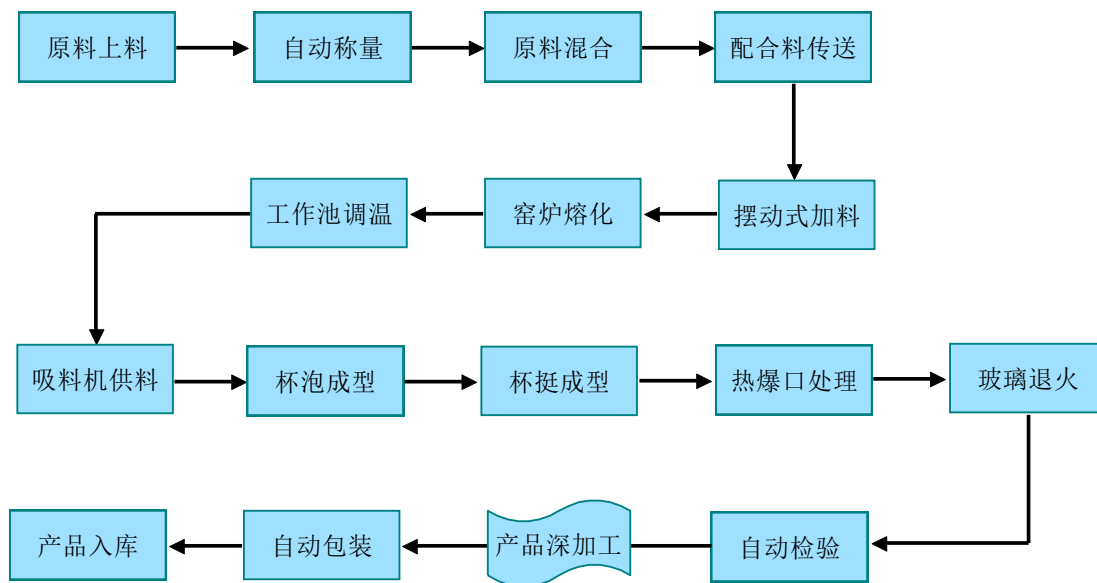 原料上料
自动称量
原料混合
配合料传送
摆动式加料
窑炉熔化
工作池调温
吸料机供料
杯泡成型
杯挺成型
热爆口处理
玻璃退火
自动检验
产品深加工
自动包装
产品入库